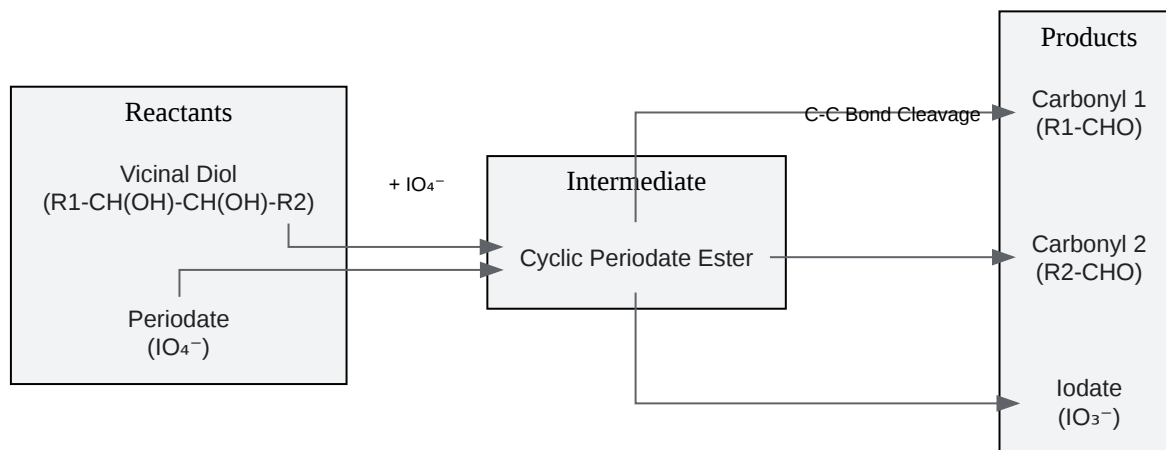 Reactants
Vicinal Diol
(R1-CH(OH)-CH(OH)-R2)
Periodate
(IO₄⁻)
+ IO₄⁻
Intermediate
Cyclic Periodate Ester
C-C Bond Cleavage
Products
Carbonyl 1
(R1-CHO)
Carbonyl 2
(R2-CHO)
Iodate
(IO₃⁻)